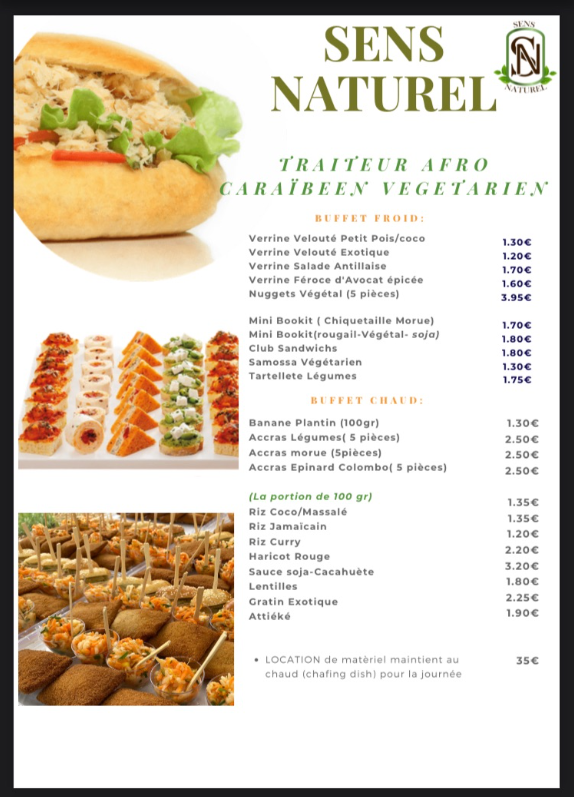 SENS
NATUREL
SENS
SN
NATUREL
TRAITEUR AFRO
CARAÏBEEN VEGETARIEN
BUFFET FROID:
Verrine Velouté Petit Pois/coco 1.30€
Verrine Velouté Exotique 1.20€
Verrine Salade Antillaise 1.70€
Verrine Féroce d'Avocat épicée 1.60€
Nuggets Végétal (5 pièces) 3.95€
Mini Bookit ( Chiquetaille Morue) 1.70€
Mini Bookit(rougail-Végétal- soja) 1.80€
Club Sandwichs 1.80€
Samossa Végétarien 1.30€
Tartellete Légumes 1.75€
BUFFET CHAUD:
Banane Plantin (100gr) 1.30€
Accras Légumes( 5 pièces) 2.50€
Accras morue (5pièces) 2.50€
Accras Epinard Colombo( 5 pièces) 2.50€
(La portion de 100 gr)
Riz Coco/Massalé 1.35€
Riz Jamaïcain 1.35€
Riz Curry 1.20€
Haricot Rouge 2.20€
Sauce soja-Cacahuète 3.20€
Lentilles 1.80€
Gratin Exotique 2.25€
Attiéké 1.90€
• LOCATION de matèriel maintient au 35€
chaud (chafing dish) pour la journée